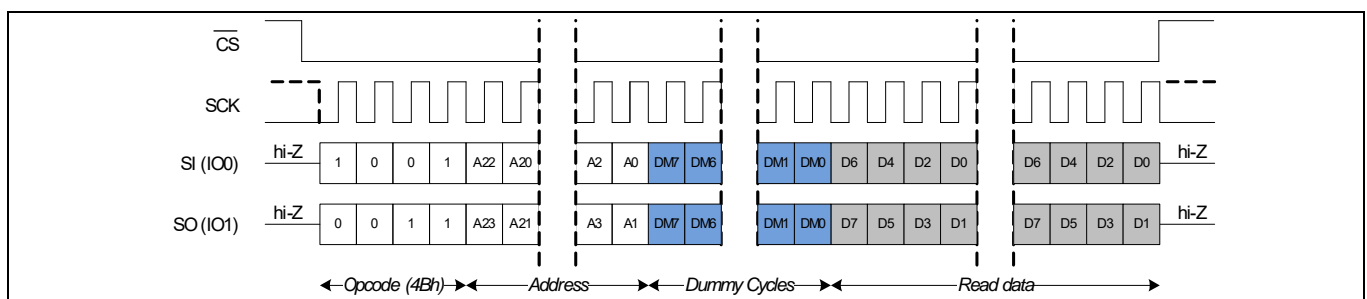 CS
SCK
SI (IO0) hi-Z 1 0 0 1 A22 A20 A2 A0 DM7 DM6 DM1 DM0 D6 D4 D2 D0 D6 D4 D2 D0 hi-Z
SO (IO1) hi-Z 0 0 1 1 A23 A21 A3 A1 DM7 DM6 DM1 DM0 D7 D5 D3 D1 D7 D5 D3 D1 hi-Z
Opcode (4Bh) Address Dummy Cycles Read data